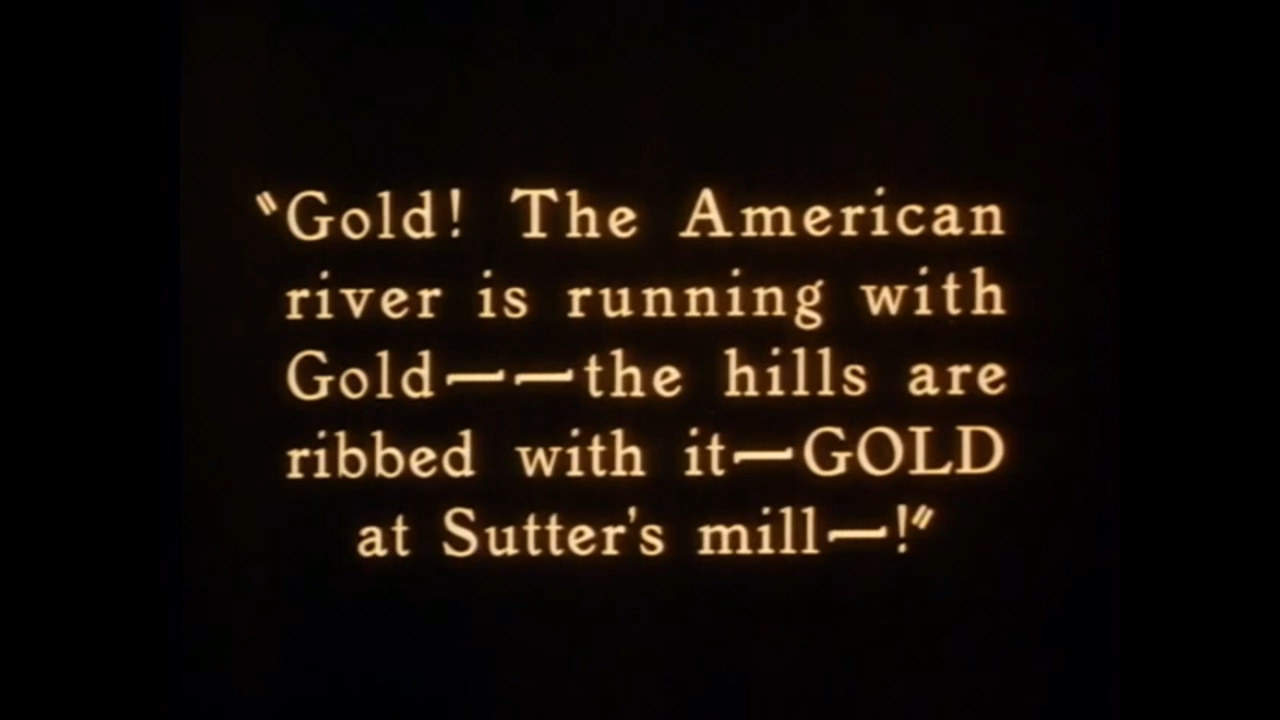 "Gold! The American
river is running with
Gold——the hills are
ribbed with it—GOLD
at Sutter's mill—!"